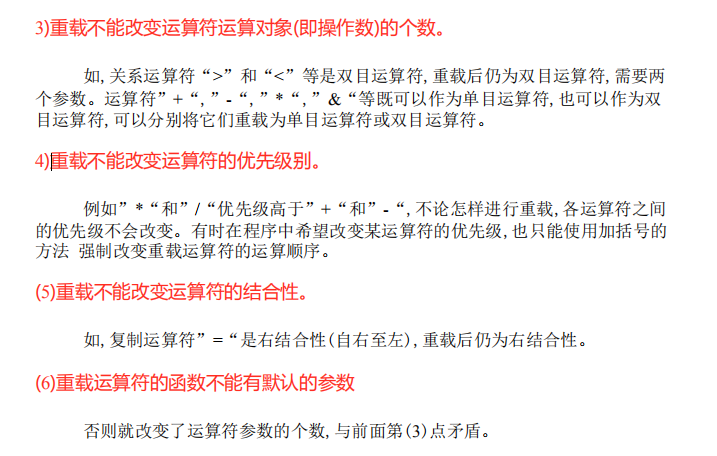 3)重载不能改变运算符运算对象(即操作数)的个数。
如,关系运算符“>”和“<”等是双目运算符,重载后仍为双目运算符,需要两
个参数。运算符”+“,”-“,”*“,”&“等既可以作为单目运算符,也可以作为双
目运算符,可以分别将它们重载为单目运算符或双目运算符。
4)重载不能改变运算符的优先级别。
例如”*“和”/“优先级高于”+“和”-“,不论怎样进行重载,各运算符之间
的优先级不会改变。有时在程序中希望改变某运算符的优先级,也只能使用加括号的
方法 强制改变重载运算符的运算顺序。
(5)重载不能改变运算符的结合性。
如,复制运算符”=“是右结合性(自右至左),重载后仍为右结合性。
(6)重载运算符的函数不能有默认的参数
否则就改变了运算符参数的个数,与前面第(3)点矛盾。